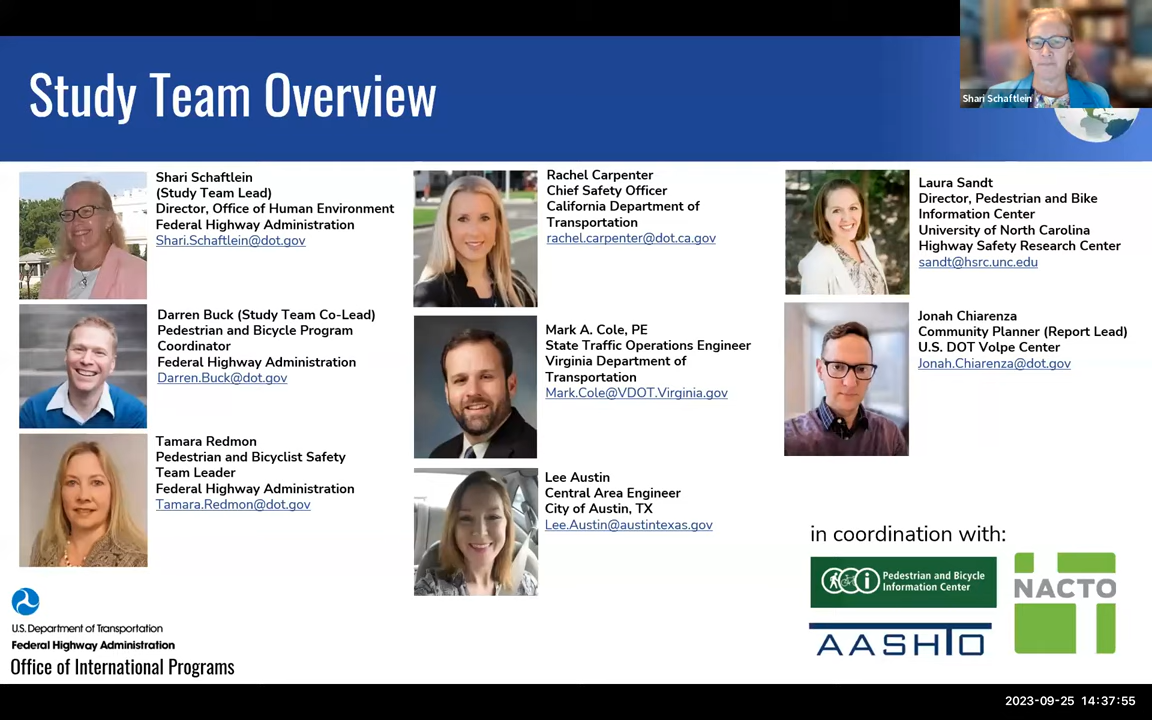 Study Team Overview
Shari Schaftlein
Shari Schaftlein
(Study Team Lead)
Director, Office of Human Environment
Federal Highway Administration
Shari.Schaftlein@dot.gov
Darren Buck (Study Team Co-Lead)
Pedestrian and Bicycle Program
Coordinator
Federal Highway Administration
Darren.Buck@dot.gov
Tamara Redmon
Pedestrian and Bicyclist Safety
Team Leader
Federal Highway Administration
Tamara.Redmon@dot.gov
Rachel Carpenter
Chief Safety Officer
California Department of
Transportation
rachel.carpenter@dot.ca.gov
Mark A. Cole, PE
State Traffic Operations Engineer
Virginia Department of
Transportation
Mark.Cole@VDOT.Virginia.gov
Lee Austin
Central Area Engineer
City of Austin, TX
Lee.Austin@austintexas.gov
Laura Sandt
Director, Pedestrian and Bike
Information Center
University of North Carolina
Highway Safety Research Center
sandt@hsrc.unc.edu
Jonah Chiarenza
Community Planner (Report Lead)
U.S. DOT Volpe Center
Jonah.Chiarenza@dot.gov
in coordination with:
Pedestrian and Bicycle
Information Center
NACTO
AASHTO
U.S. Department of Transportation
Federal Highway Administration
Office of International Programs
2023-09-25 14:37:55